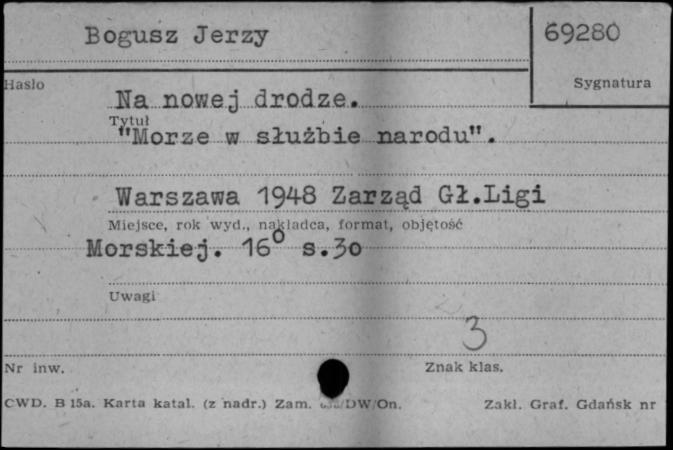 Bogusz Jerzy
69280
Hasło
Sygnatura
Na nowej drodze.
Tytuł
"Morze w służbie narodu".
Warszawa 1948 Zarząd Gł.Ligi
Miejsce, rok wyd., nakładca, format, objętość
Morskiej. 16° s.30
Uwagi
3
Nr inw.
Znak klas.
CWD. B 15a. Karta katal. (z nadr.) Zam. /DW/On.
Zakł. Graf. Gdańsk nr